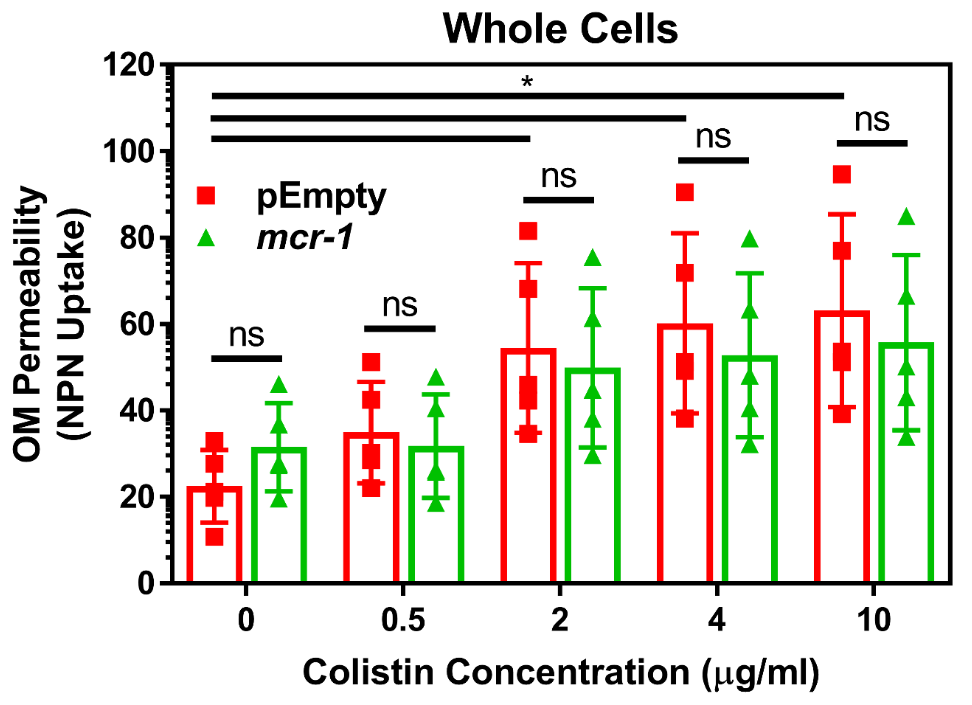 Whole Cells
120
100
80
60
40
20
0
OM Permeability
(NPN Uptake)
*
ns
ns
ns
ns
ns
pEmpty
mcr-1
0 0.5 2 4 10
Colistin Concentration (μg/ml)